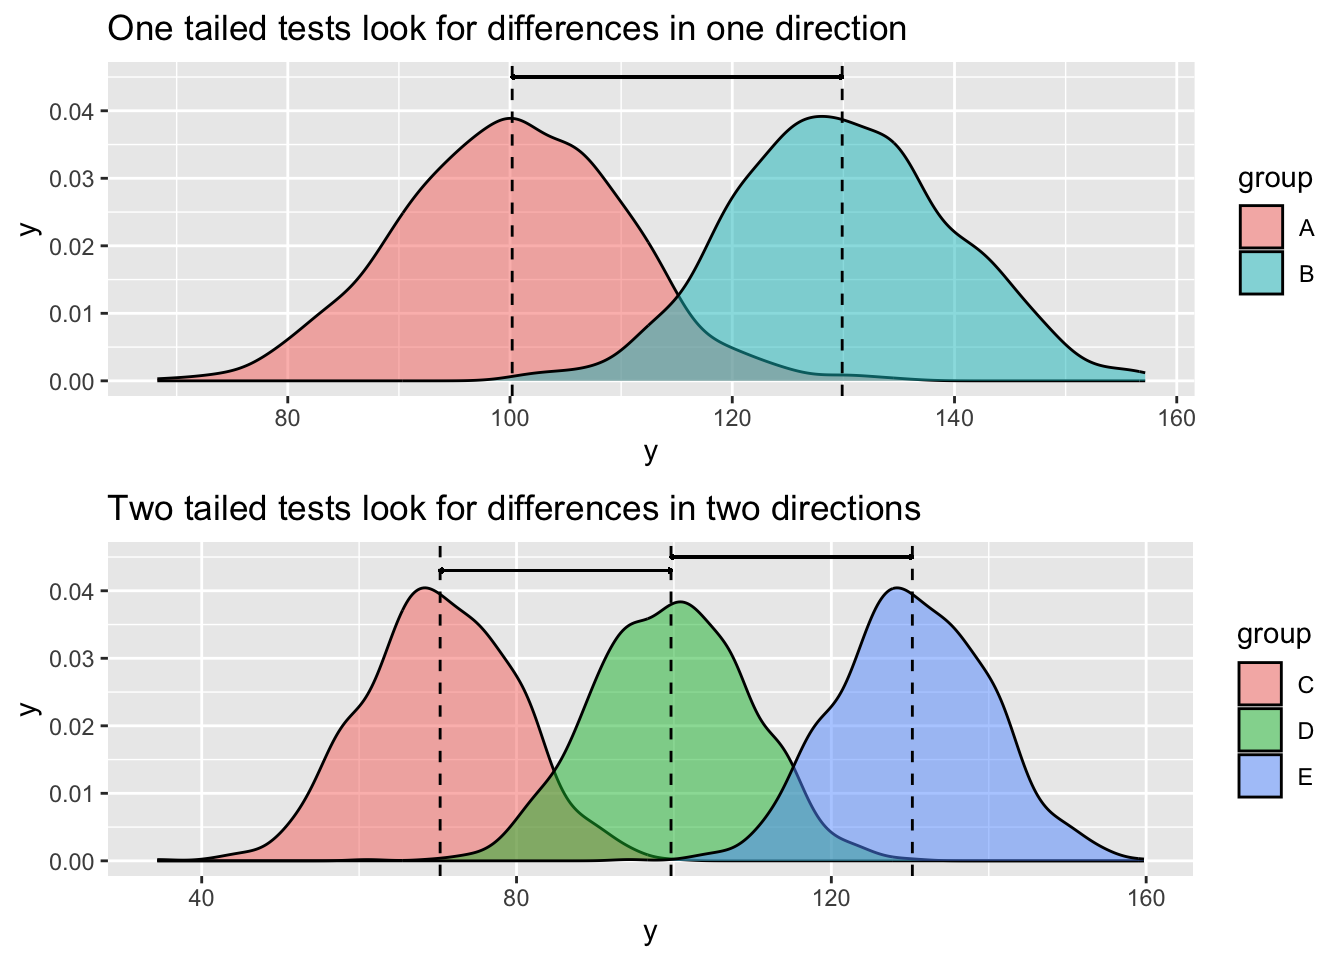 One tailed tests look for differences in one direction
0.04
0.03
0.02
0.01
0.00
y
80 100 120 140 160
y
group
A
B
Two tailed tests look for differences in two directions
0.04
0.03
0.02
0.01
0.00
y
40 80 120 160
y
group
C
D
E